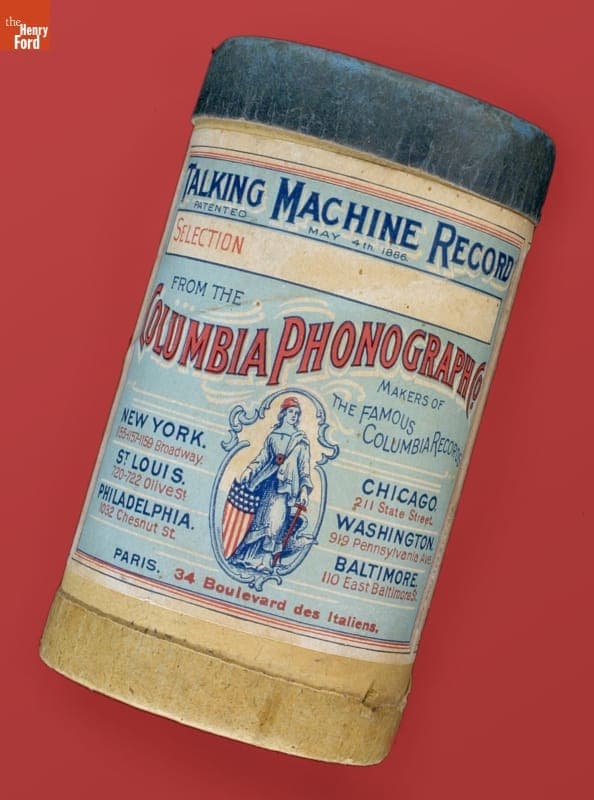 the
Henry
Ford
TALKING MACHINE RECORD
PATENTED MAY 4th, 1886.
SELECTION
FROM THE
COLUMBIA PHONOGRAPH CO.
MAKERS OF
THE FAMOUS
COLUMBIA RECORDS
NEW YORK.
1155-1157-1159 Broadway.
ST LOUIS.
720-722 Olive st
PHILADELPHIA.
1032 Chesnut St.
CHICAGO.
211 State Street.
WASHINGTON.
919 Pennsylvania Ave.
BALTIMORE.
110 East Baltimore St.
PARIS. 34 Boulevard des Italiens.